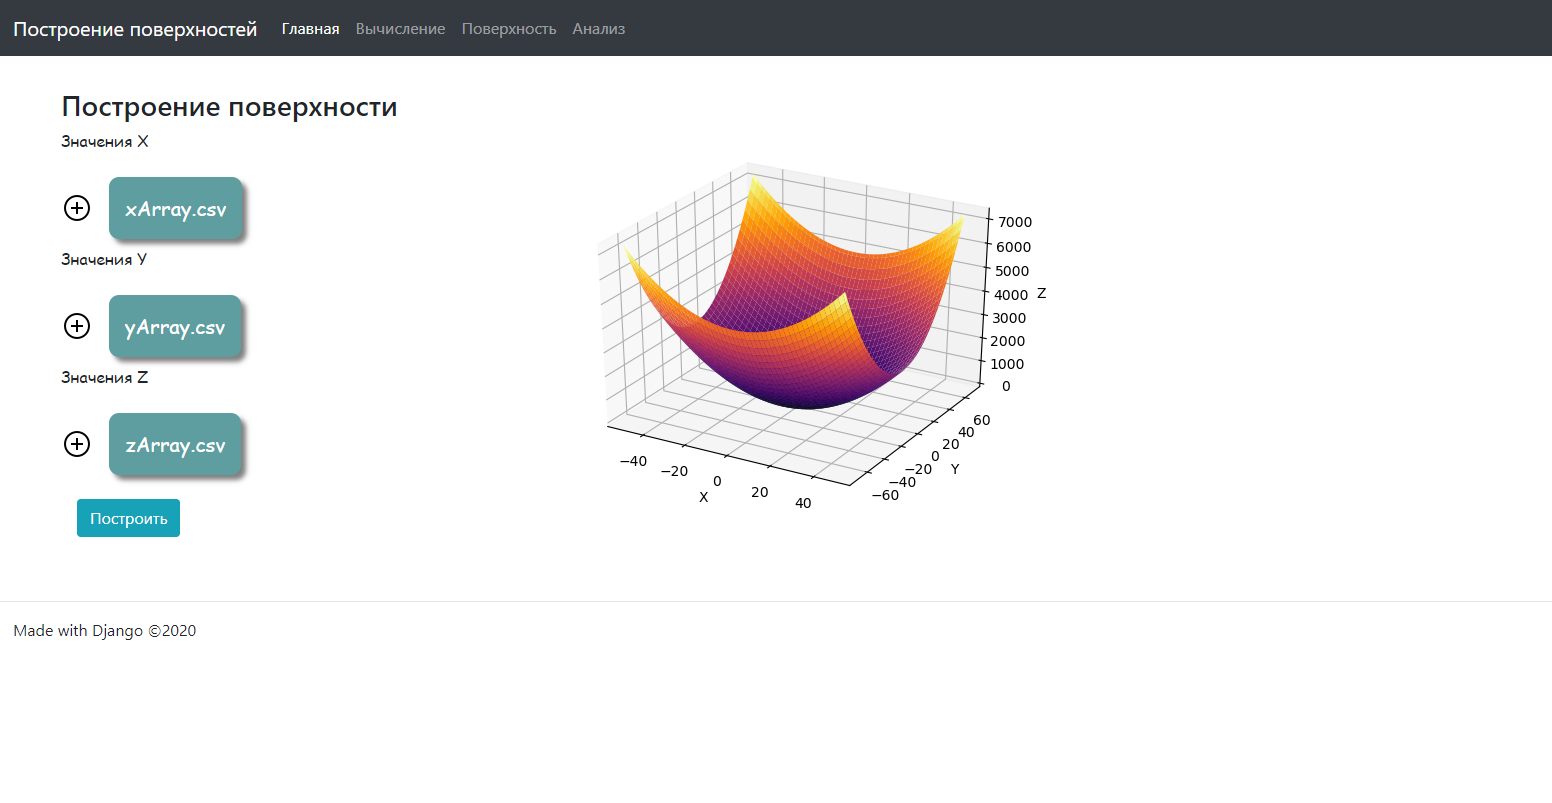 Построение поверхностей Главная Вычисление Поверхность Анализ
Построение поверхности
Значения X
xArray.csv
Значения Y
yArray.csv
Значения Z
zArray.csv
Построить
7000
6000
5000
4000
Z
3000
2000
1000
0
−40
−20
0
20
40
X
−60
−40
−20
0
20
40
60
Y
Made with Django ©2020